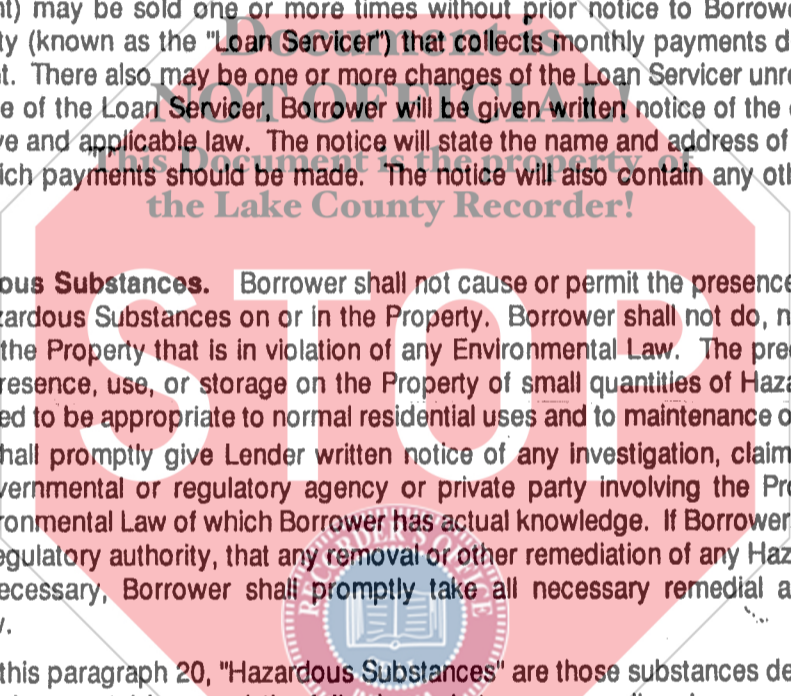 t) may be sold one or more times without prior notice to Borrowe
ty (known as the "Loan Servicer") that collects monthly payments d
Document is
t. There also may be one or more changes of the Loan Servicer unre
NOT OFFICIAL!
e of the Loan Servicer, Borrower will be given written notice of the
ve and applicable law. The notice will state the name and address of
This Document is the property of
ich payments should be made. The notice will also contain any oth
the Lake County Recorder!
ous Substances. Borrower shall not cause or permit the presence
zardous Substances on or in the Property. Borrower shall not do, n
the Property that is in violation of any Environmental Law. The pre
STOP
resence, use, or storage on the Property of small quantities of Haza
ed to be appropriate to normal residential uses and to maintenance o
hall promptly give Lender written notice of any investigation, claim
vernmental or regulatory agency or private party involving the Pro
ronmental Law of which Borrower has actual knowledge. If Borrower
egulatory authority, that any removal or other remediation of any Haz
ecessary, Borrower shall promptly take all necessary remedial a
RECORDER'S OFFICE
y.
this paragraph 20, "Hazardous Substances" are those substances de